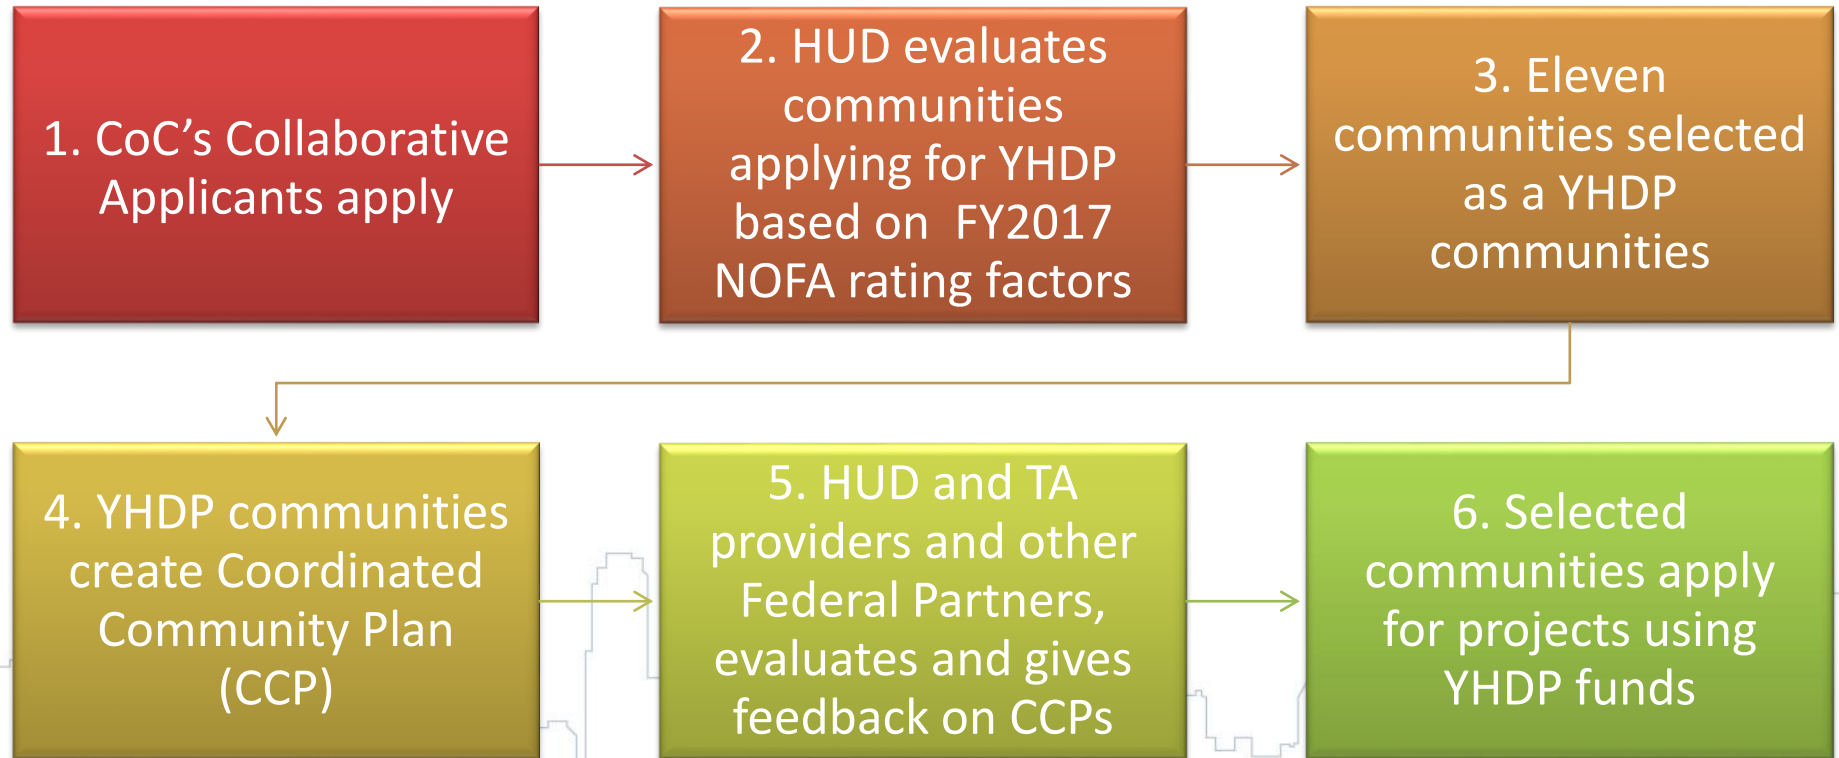 1. CoC’s Collaborative
Applicants apply
2. HUD evaluates
communities
applying for YHDP
based on  FY2017
NOFA rating factors
3. Eleven
communities selected
as a YHDP
communities
4. YHDP communities
create Coordinated
Community Plan
(CCP)
5. HUD and TA
providers and other
Federal Partners,
evaluates and gives
feedback on CCPs
6. Selected
communities apply
for projects using
YHDP funds